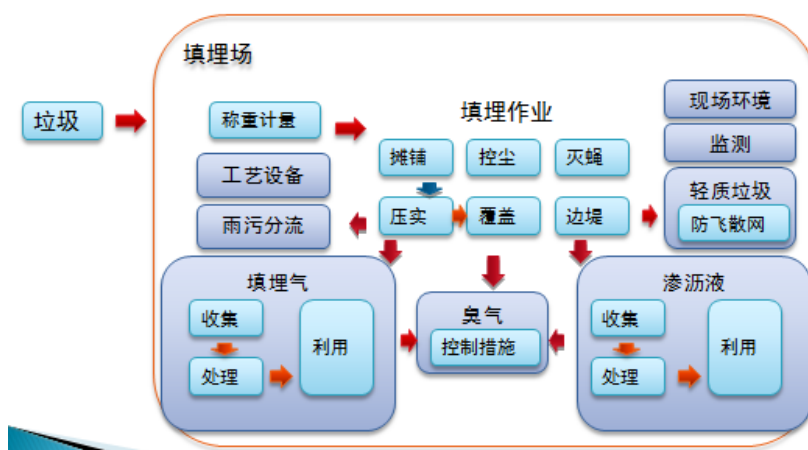 填埋场
垃圾
称重计量
填埋作业
现场环境
监测
摊铺
控尘
灭蝇
工艺设备
轻质垃圾
防飞散网
雨污分流
压实
覆盖
边堤
填埋气
收集
处理
利用
臭气
控制措施
渗沥液
收集
处理
利用